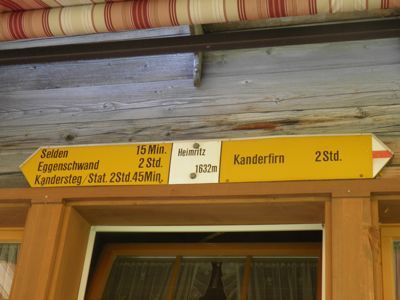 Selden 15 Min.
Eggenschwand 2 Std.
Kandersteg/Stat. 2Std.45Min.
Heimritz
1632m
Kanderfirn 2 Std.